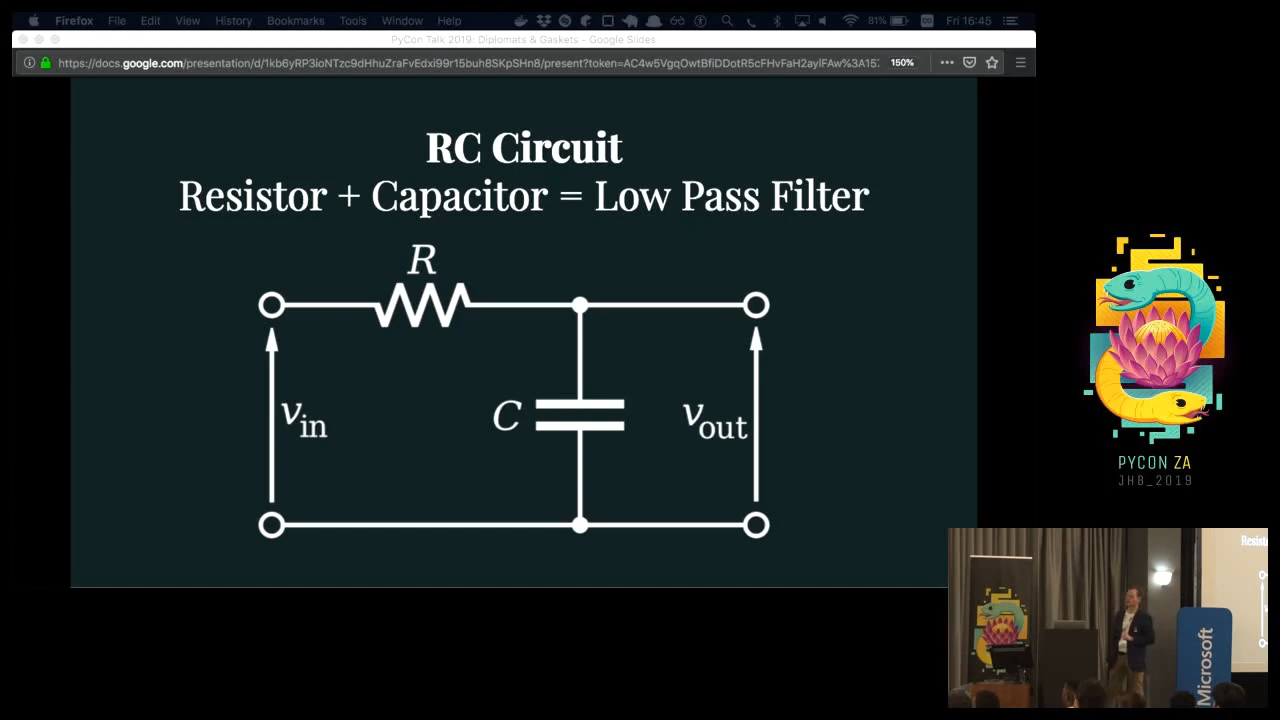 Firefox File Edit View History Bookmarks Tools Window Help 81% Fri 16:45
PyCon Talk 2019: Diplomats & Gaskets - Google Slides
150%
RC Circuit
Resistor + Capacitor = Low Pass Filter
R
C
v_in
v_out
PYCON ZA
JHB_2019
Microsoft